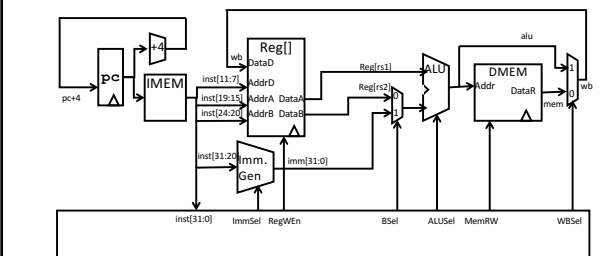 alu
+4
Reg[]
pc
wb
DataD
ALU
DMEM
Reg[rs1]
IMEM
inst[11:7]
AddrD
Reg[rs2]
0
Addr
1
pc+4
inst[19:15]
AddrA
DataA
DataR
wb
inst[24:20]
AddrB
DataB
1
mem
0
inst[31:20]
Imm.
Gen
imm[31:0]
inst[31:0]
ImmSel
RegWEn
BSel
ALUSel
MemRW
WBSel